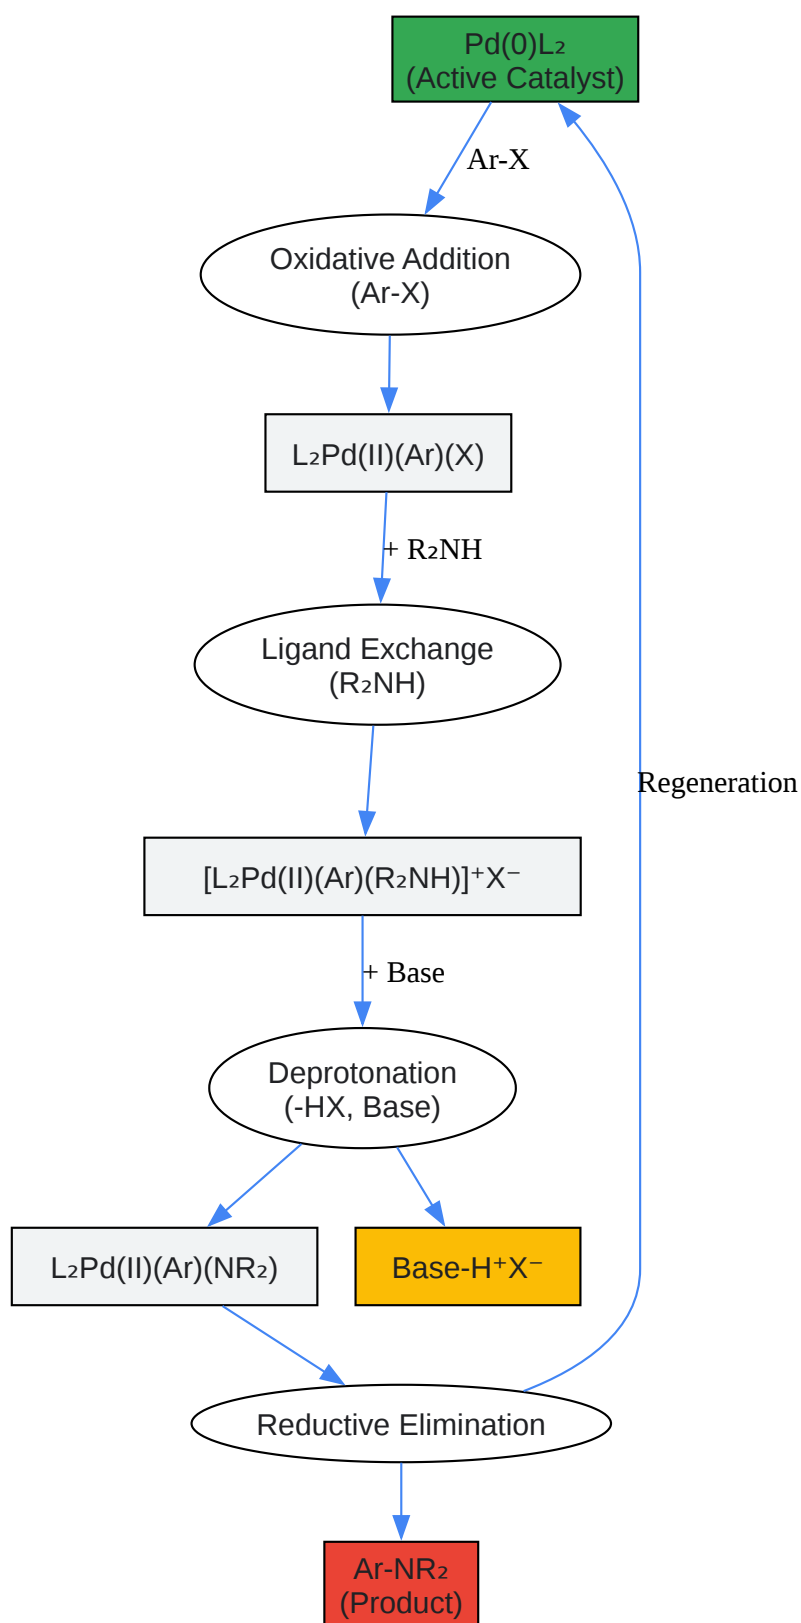 Pd(0)L₂
(Active Catalyst)
Ar-X
Oxidative Addition
(Ar-X)
L₂Pd(II)(Ar)(X)
+ R₂NH
Ligand Exchange
(R₂NH)
Regeneration
[L₂Pd(II)(Ar)(R₂NH)]⁺X⁻
+ Base
Deprotonation
(-HX, Base)
L₂Pd(II)(Ar)(NR₂)
Base-H⁺X⁻
Reductive Elimination
Ar-NR₂
(Product)